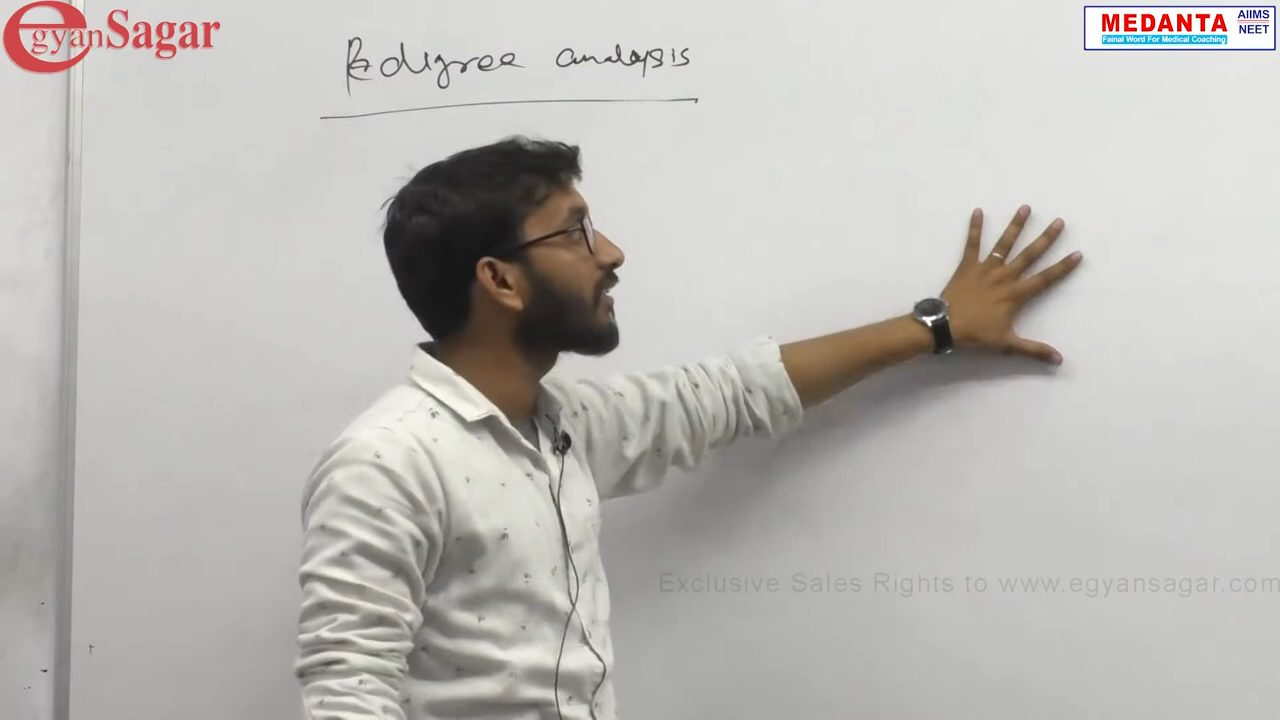 egyanSagar
MEDANTA
Fainal Word For Medical Coaching
AIIMS
NEET
Pedigree analysis
Exclusive Sales Rights to www.egyansagar.com